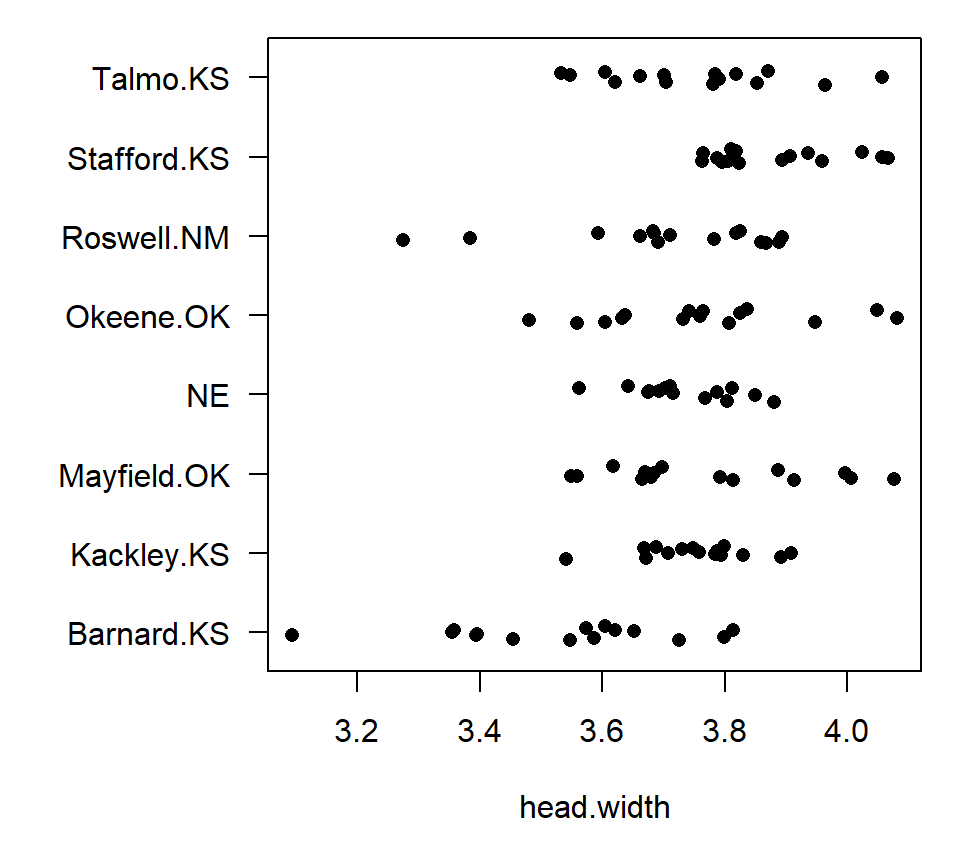 Talmo.KS
Stafford.KS
Roswell.NM
Okeene.OK
NE
Mayfield.OK
Kackley.KS
Barnard.KS
3.2 3.4 3.6 3.8 4.0
head.width